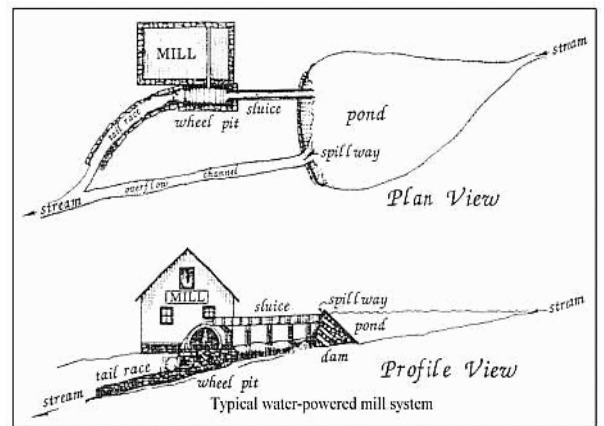 MILL
stream
sluice
tail race
wheel pit
pond
spillway
overflow channel
stream
Plan View
MILL
sluice
spillway
stream
pond
dam
tail race
wheel pit
stream
Profile View
Typical water-powered mill system